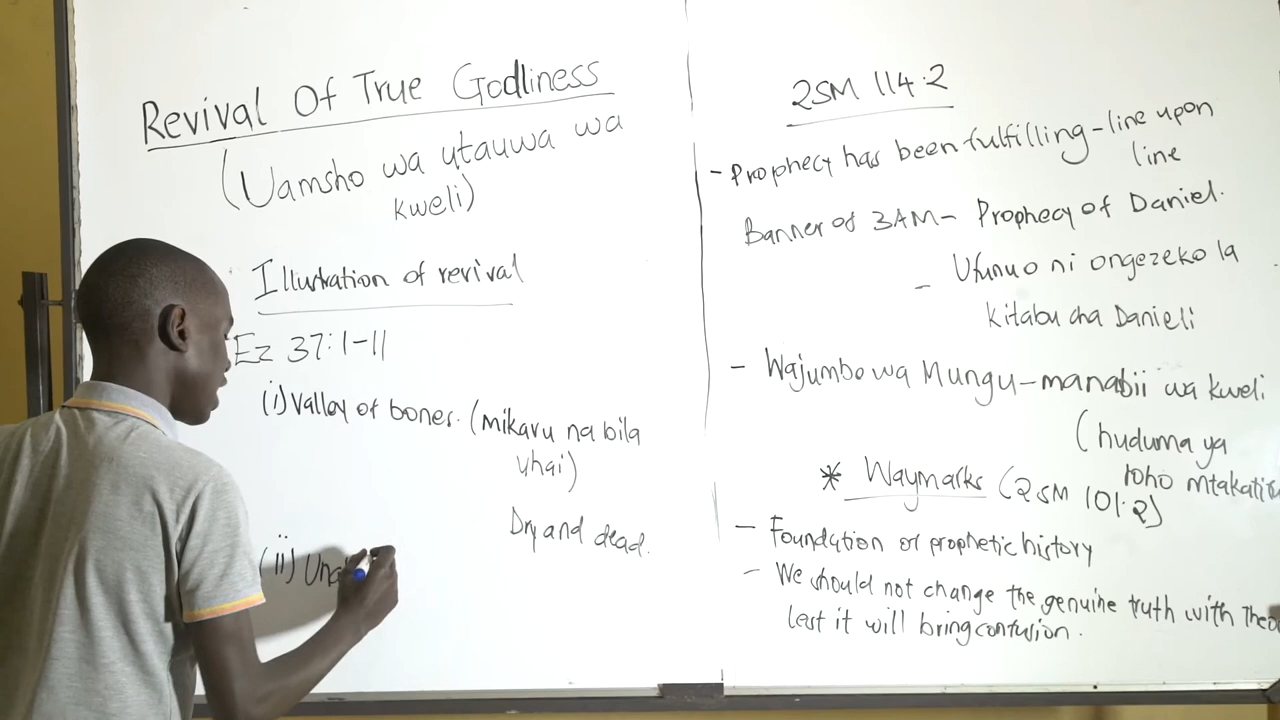 Revival Of True Godliness
(Uamsho wa utauwa wa
kweli)
Illustration of revival
Ez 37:1-11
(i) Valley of bones. (mikavu na bila
uhai)
Dry and dead.
(ii)
2SM 114.2
- Prophecy has been fulfilling - line upon
line
Banner of 3AM - Prophecy of Daniel.
- Ufunuo ni ongezeko la
kitabu cha Danieli
- Wajumbe wa Mungu - manabii wa kweli
(huduma ya
roho
* Waymarks (2SM 101.2)
- Foundation of prophetic history
- We should not change the genuine truth with
lest it will bring confusion.